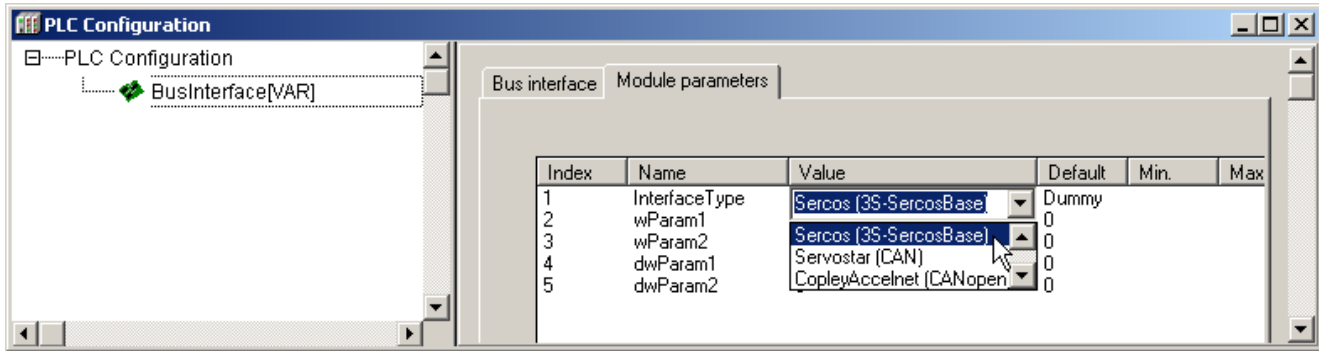 PLC Configuration
PLC Configuration
BusInterface[VAR]
Bus interface Module parameters
Index Name Value Default Min. Max
1 InterfaceType Sercos (3S-SercosBase) Dummy
2 wParam1 0
3 wParam2 Sercos (3S-SercosBase) 0
4 dwParam1 Servostar (CAN) 0
5 dwParam2 CopleyAccelnet (CANopen 0